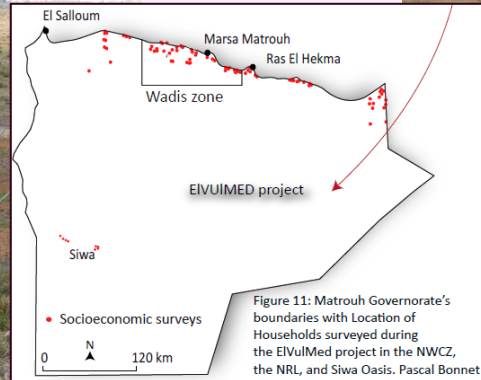 El Salloum
Marsa Matrouh
Ras El Hekma
Wadis zone
ElVUlMED project
Siwa
Socioeconomic surveys
N
0 120 km
Figure 11: Matrouh Governorate's
boundaries with Location of
Households surveyed during
the ElVulMed project in the NWCZ,
the NRL, and Siwa Oasis. Pascal Bonnet